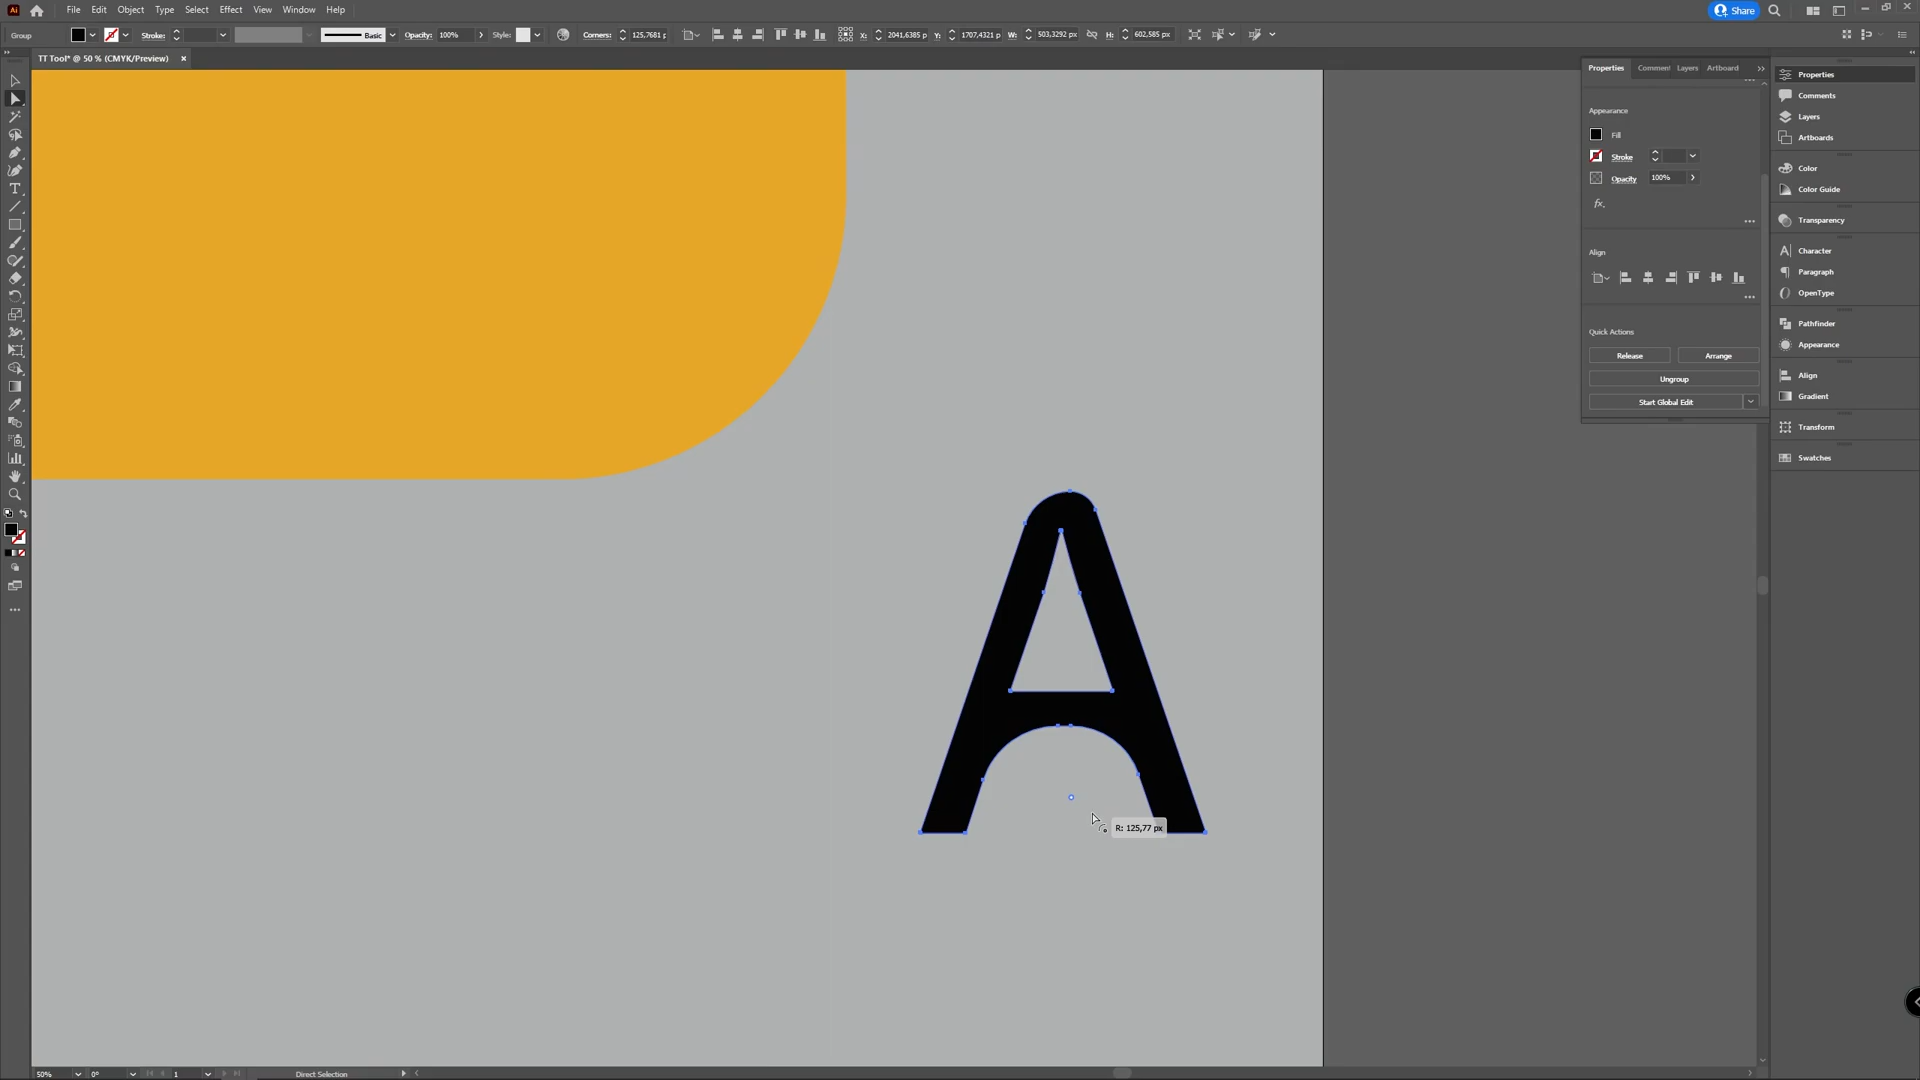 Ai File Edit Object Type Select Effect View Window Help Share
Group Stroke: Basic Opacity: 100% Style: Corners: 125,7681 p X: 2041,6385 p Y: 1707,4321 p W: 503,3292 px H: 602,585 px
TT Tool* @ 50 % (CMYK/Preview) ×
Properties Comment Layers Artboard
Properties
Comments
Appearance
Layers
Fill
Artboards
Stroke
Color
Opacity 100%
Color Guide
fx.
Transparency
Align
Character
Paragraph
OpenType
Quick Actions
Pathfinder
Appearance
Release Arrange
Ungroup
Align
Start Global Edit
Gradient
Transform
Swatches
A
R: 125,77 px
50% 0° 1 Direct Selection